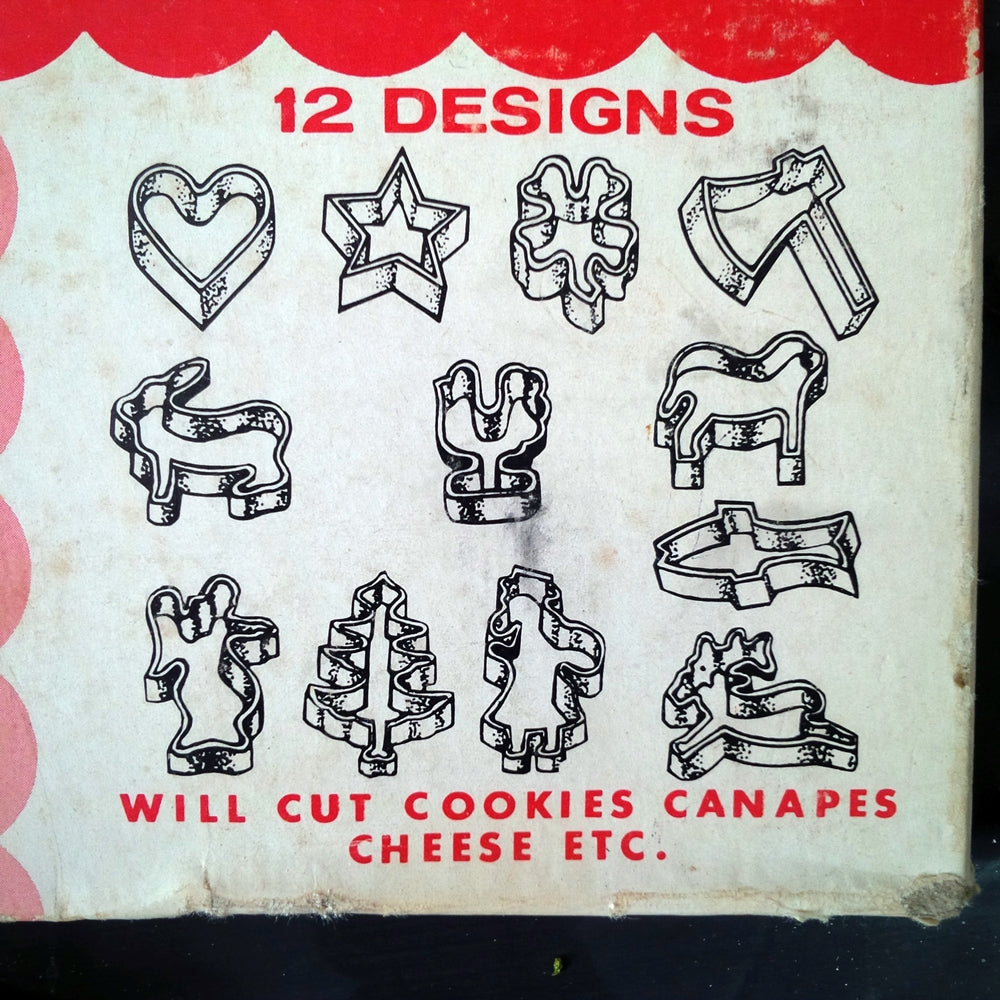 12 DESIGNS
WILL CUT COOKIES CANAPES
CHEESE ETC.